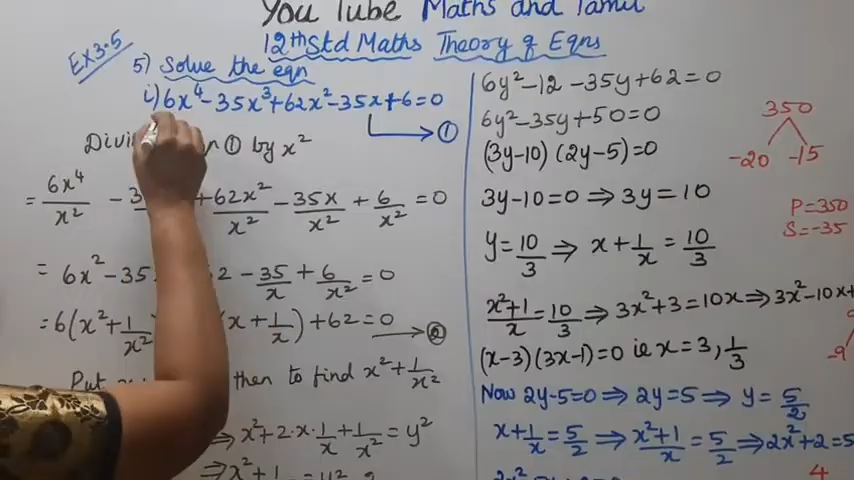 You Tube Maths and Tamil
12th Std Maths Theory of Eqns
EX 3.5
5) Solve the eqn
i) 6x⁴ - 35x³ + 62x² - 35x + 6 = 0
→ ①
① by x²
= 6x⁴/x² - 3 + 62x²/x² - 35x/x² + 6/x² = 0
= 6x² - 35 2 - 35/x + 6/x² = 0
= 6(x² + 1/x² (x + 1/x) + 62 = 0
→ ②
Put then to find x² + 1/x²
⇒ x² + 2·x·1/x + 1/x² = y²
6y² - 12 - 35y + 62 = 0
6y² - 35y + 50 = 0
(3y-10) (2y-5) = 0
3y-10 = 0 ⇒ 3y = 10
y = 10/3 ⇒ x + 1/x = 10/3
x²+1/x = 10/3 ⇒ 3x²+3 = 10x ⇒ 3x²-10x+
(x-3)(3x-1) = 0 ie x = 3, 1/3
Now 2y-5=0 ⇒ 2y=5 ⇒ y = 5/2
x + 1/x = 5/2 ⇒ x²+1/x = 5/2 ⇒ 2x²+2 = 5
350
-20 -15
P=350
S=-35
-9
4